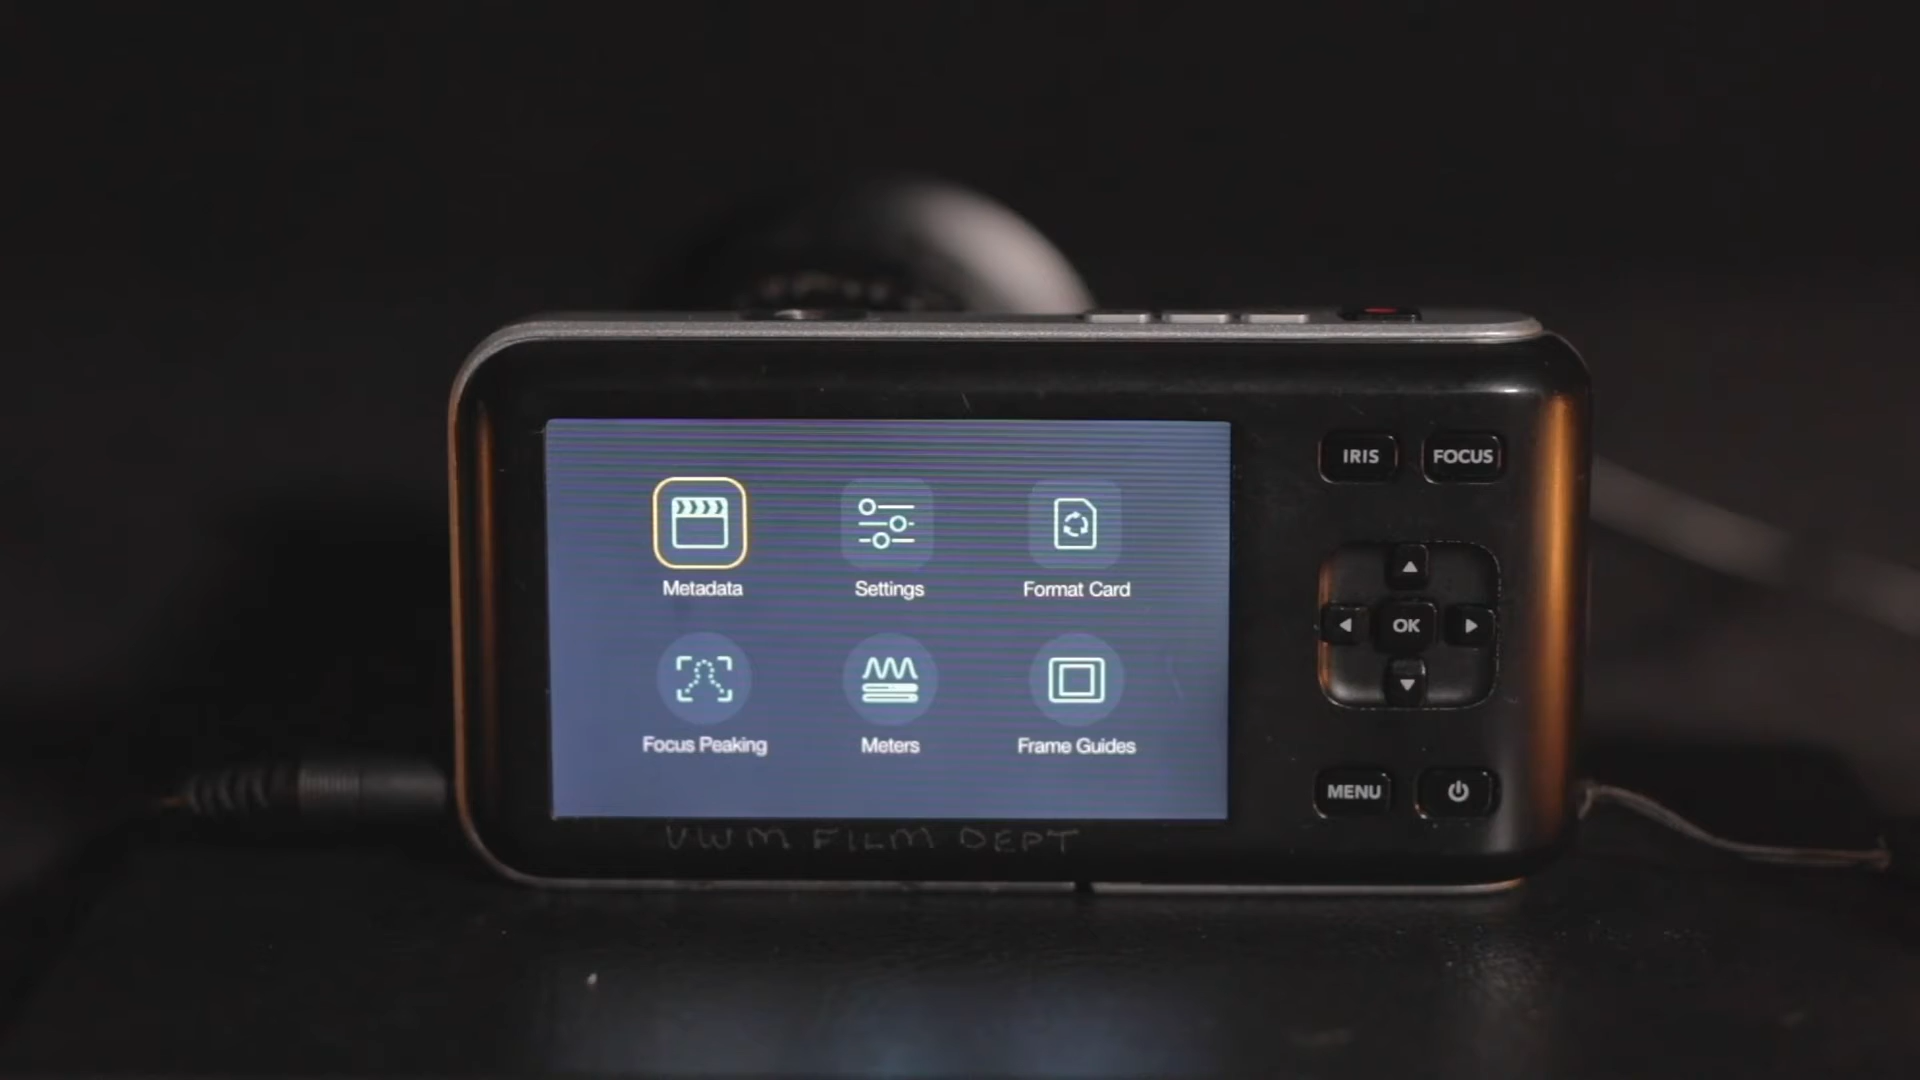 IRIS FOCUS
Metadata Settings Format Card
OK
Focus Peaking Meters Frame Guides
MENU
VWM FILM DEPT